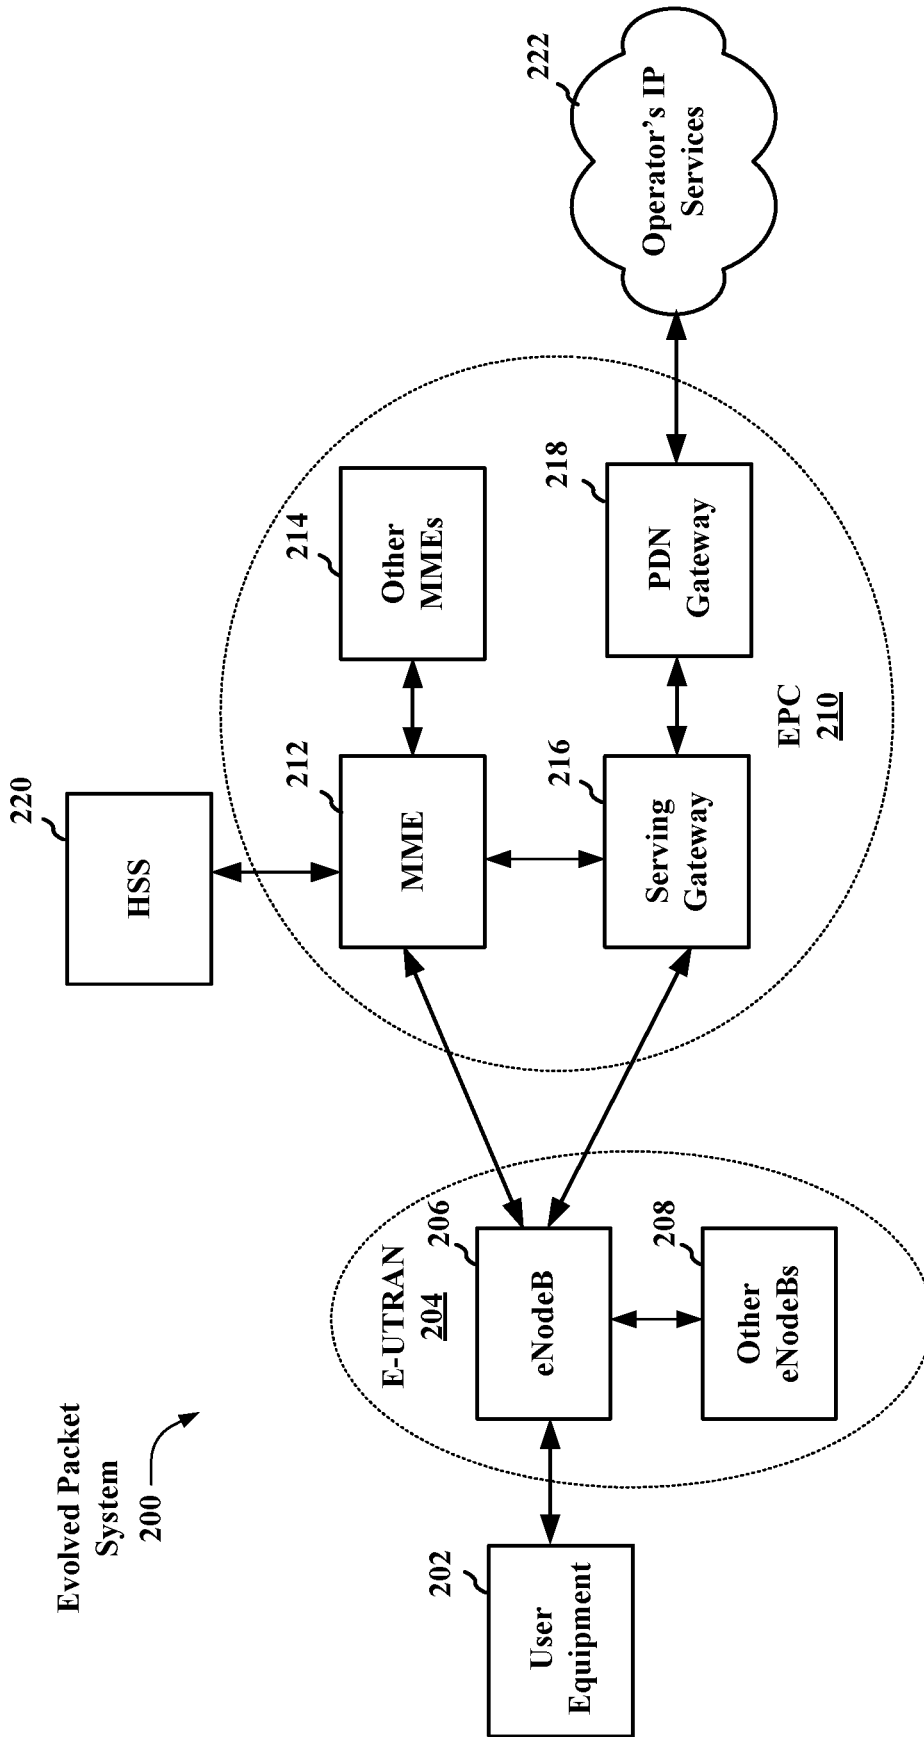 Evolved Packet
System
200
220
HSS
E-UTRAN
204
206
eNodeB
208
Other
eNodeBs
202
User
Equipment
212
MME
214
Other
MMEs
216
Serving
Gateway
218
PDN
Gateway
EPC
210
222
Operator's IP
Services